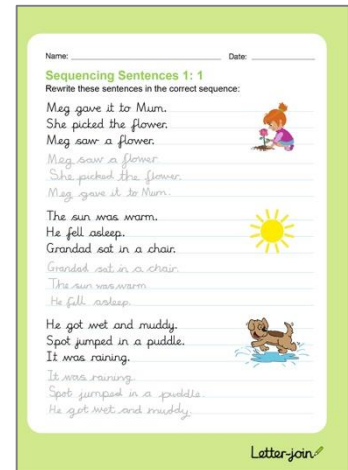 Name: Date:
Sequencing Sentences 1: 1
Rewrite these sentences in the correct sequence:
Meg gave it to Mum.
She picked the flower.
Meg saw a flower.
Meg saw a flower.
She picked the flower.
Meg gave it to Mum.
The sun was warm.
He fell asleep.
Grandad sat in a chair.
Grandad sat in a chair.
The sun was warm.
He fell asleep.
He got wet and muddy.
Spot jumped in a puddle.
It was raining.
It was raining.
Spot jumped in a puddle.
He got wet and muddy.
Letter-join